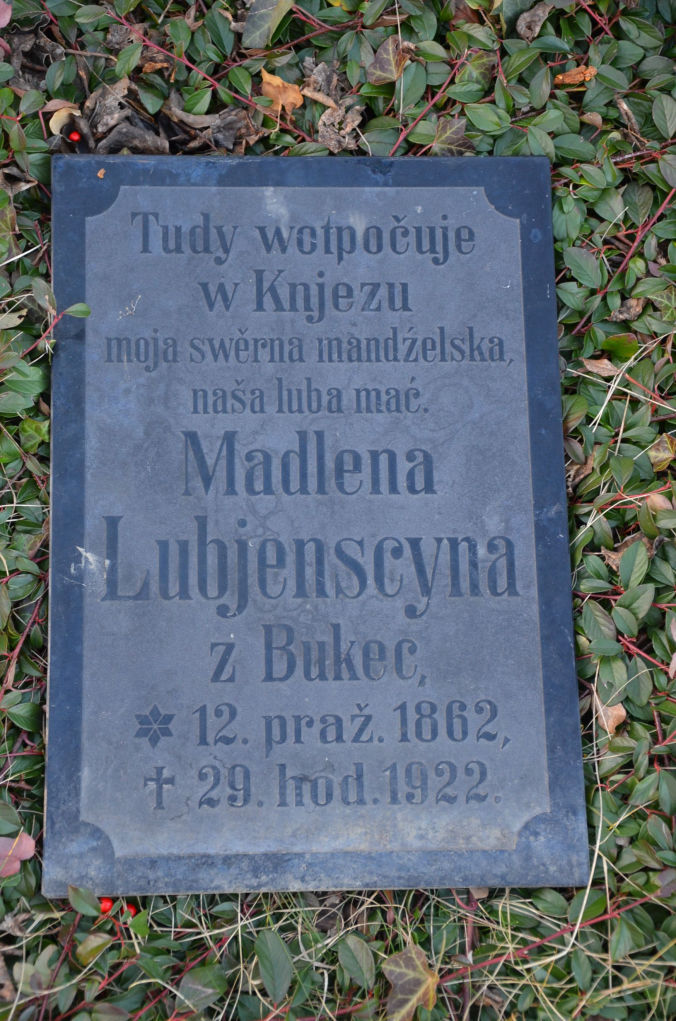 Tudy wotpočuje
w Knjezu
moja swěrna mandźelska,
naša luba mać.
Madlena
Lubjenscyna
z Bukec,
* 12. praž. 1862,
† 29. hod. 1922.